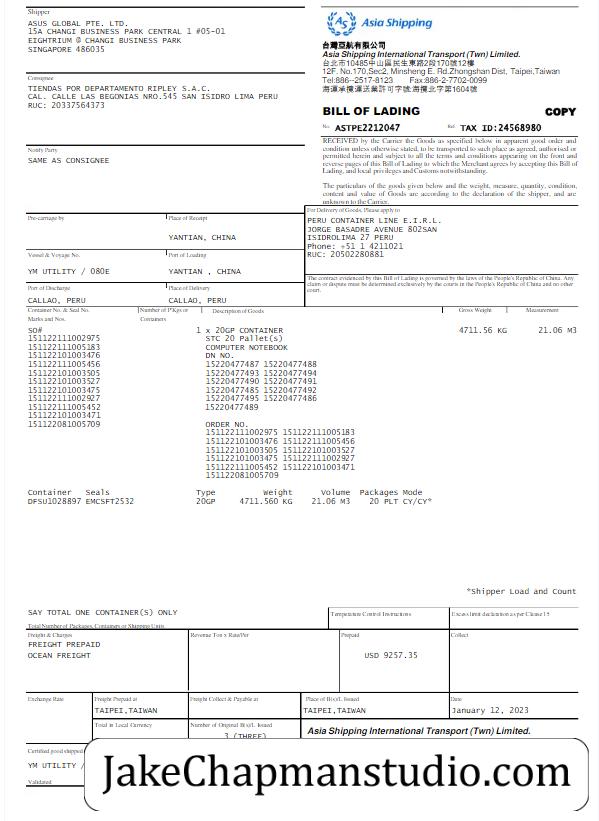 Shipper
ASUS GLOBAL PTE. LTD.
15A CHANGI BUSINESS PARK CENTRAL 1 #05-01
EIGHTRIUM @ CHANGI BUSINESS PARK
SINGAPORE 486035
Asia Shipping
台灣亞航有限公司
Asia Shipping International Transport (Twn) Limited.
台北市10485中山區民生東路2段170號12樓
12F. No.170,Sec2, Minsheng E. Rd.Zhongshan Dist, Taipei,Taiwan
Tel:886--2517-8123 Fax:886-2-7702-0099
海運承攬運送業許可字號:海攬北字第1604號
Consignee
TIENDAS POR DEPARTAMENTO RIPLEY S.A.C.
CAL. CALLE LAS BEGONIAS NRO.545 SAN ISIDRO LIMA PERU
RUC: 20337564373
BILL OF LADING COPY
No. ASTPE2212047 Ref. TAX ID:24568980
Notify Party
SAME AS CONSIGNEE
RECEIVED by the Carrier the Goods as specified below in apparent good order and
condition unless otherwise stated, to be transported to such place as agreed, authorised or
permitted herein and subject to all the terms and conditions appearing on the front and
reverse pages of this Bill of Lading to which the Merchant agrees by accepting this Bill of
Lading, and local privileges and Customs notwithstanding.
The particulars of the goods given below and the weight, measure, quantity, condition,
content and value of Goods are according to the declaration of the shipper, and are
unknown to the Carrier.
For Delivery of Goods, Please apply to
PERU CONTAINER LINE E.I.R.L.
JORGE BASADRE AVENUE 802SAN
ISIDROLIMA 27 PERU
Phone: +51 1 4211021
RUC: 20502280881
Pre-carriage by Place of Receipt
YANTIAN, CHINA
Vessel & Voyage No. Port of Loading
YM UTILITY / 080E YANTIAN , CHINA
The contract evidenced by this Bill of Lading is governed by the laws of the People's Republic of China. Any
claim or dispute must be determined exclusively by the courts in the People's Republic of China and no other
court.
Port of Discharge Place of Delivery
CALLAO, PERU CALLAO, PERU
Container No. & Seal No. Number of P'Kgs or Description of Goods Gross Weight Measurement
Marks and Nos. Containers
SO# 1 x 20GP CONTAINER 4711.56 KG 21.06 M3
151122111002975 STC 20 Pallet(s)
151122111005183 COMPUTER NOTEBOOK
151122101003476 DN NO.
151122111005456 15220477487 15220477488
151122101003505 15220477493 15220477494
151122101003527 15220477490 15220477491
151122101003475 15220477485 15220477492
151122111002927 15220477495 15220477486
151122111005452 15220477489
151122101003471
151122081005709 ORDER NO.
151122111002975 151122111005183
151122101003476 151122111005456
151122101003505 151122101003527
151122101003475 151122111002927
151122111005452 151122101003471
151122081005709
Container Seals Type Weight Volume Packages Mode
DFSU1028897 EMCSFT2532 20GP 4711.560 KG 21.06 M3 20 PLT CY/CY*
*Shipper Load and Count
SAY TOTAL ONE CONTAINER(S) ONLY
Total Number of Packages, Containers or Shipping Units
Temperature Control Instructions Excess limit declaration as per Clause 15
Freight & Charges Revenue Ton x Rate/Per Prepaid Collect
FREIGHT PREPAID
OCEAN FREIGHT USD 9257.35
Exchange Rate Freight Prepaid at Freight Collect & Payable at Place of B(s)/L Issued Date
TAIPEI,TAIWAN TAIPEI,TAIWAN January 12, 2023
Total in Local Currency Number of Original B(s)/L Issued
3 (THREE)
Asia Shipping International Transport (Twn) Limited.
Certified good shipped
YM UTILITY /
Validated
JakeChapmanstudio.com